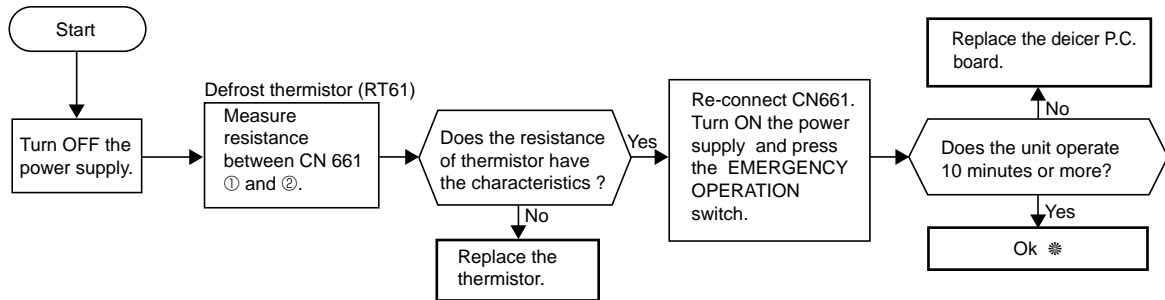 Start
Turn OFF the
power supply.
Defrost thermistor (RT61)
Measure
resistance
between CN 661
① and ②.
Does the resistance
of thermistor have
the characteristics ?
No
Replace the
thermistor.
Yes
Re-connect CN661.
Turn ON the power
supply and press
the EMERGENCY
OPERATION
switch.
Does the unit operate
10 minutes or more?
No
Replace the deicer P.C.
board.
Yes
Ok ❊